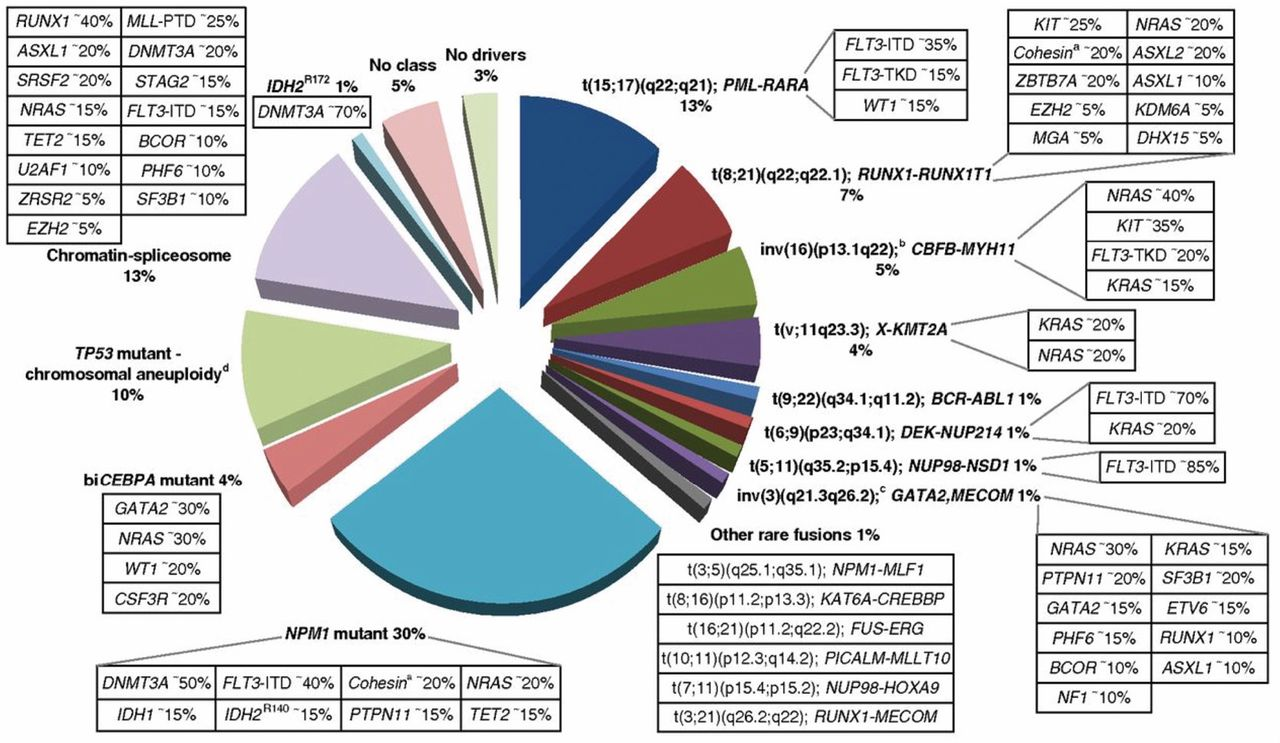 RUNX1 ~40% MLL-PTD ~25%
ASXL1 ~20% DNMT3A ~20%
SRSF2 ~20% STAG2 ~15%
NRAS ~15% FLT3-ITD ~15%
TET2 ~15% BCOR ~10%
U2AF1 ~10% PHF6 ~10%
ZRSR2 ~5% SF3B1 ~10%
EZH2 ~5%
Chromatin-spliceosome
13%
IDH2R172 1%
DNMT3A ~70%
No class
5%
No drivers
3%
t(15;17)(q22;q21); PML-RARA
13%
FLT3-ITD ~35%
FLT3-TKD ~15%
WT1 ~15%
t(8;21)(q22;q22.1); RUNX1-RUNX1T1
7%
KIT ~25% NRAS ~20%
Cohesina ~20% ASXL2 ~20%
ZBTB7A ~20% ASXL1 ~10%
EZH2 ~5% KDM6A ~5%
MGA ~5% DHX15 ~5%
inv(16)(p13.1q22);b CBFB-MYH11
5%
NRAS ~40%
KIT ~35%
FLT3-TKD ~20%
KRAS ~15%
t(v;11q23.3); X-KMT2A
4%
KRAS ~20%
NRAS ~20%
t(9;22)(q34.1;q11.2); BCR-ABL1 1%
t(6;9)(p23;q34.1); DEK-NUP214 1%
FLT3-ITD ~70%
KRAS ~20%
t(5;11)(q35.2;p15.4); NUP98-NSD1 1%
FLT3-ITD ~85%
inv(3)(q21.3q26.2);c GATA2,MECOM 1%
NRAS ~30% KRAS ~15%
PTPN11 ~20% SF3B1 ~20%
GATA2 ~15% ETV6 ~15%
PHF6 ~15% RUNX1 ~10%
BCOR ~10% ASXL1 ~10%
NF1 ~10%
Other rare fusions 1%
t(3;5)(q25.1;q35.1); NPM1-MLF1
t(8;16)(p11.2;p13.3); KAT6A-CREBBP
t(16;21)(p11.2;q22.2); FUS-ERG
t(10;11)(p12.3;q14.2); PICALM-MLLT10
t(7;11)(p15.4;p15.2); NUP98-HOXA9
t(3;21)(q26.2;q22); RUNX1-MECOM
TP53 mutant -
chromosomal aneuploidyd
10%
biCEBPA mutant 4%
GATA2 ~30%
NRAS ~30%
WT1 ~20%
CSF3R ~20%
NPM1 mutant 30%
DNMT3A ~50% FLT3-ITD ~40% Cohesina ~20% NRAS ~20%
IDH1 ~15% IDH2R140 ~15% PTPN11 ~15% TET2 ~15%